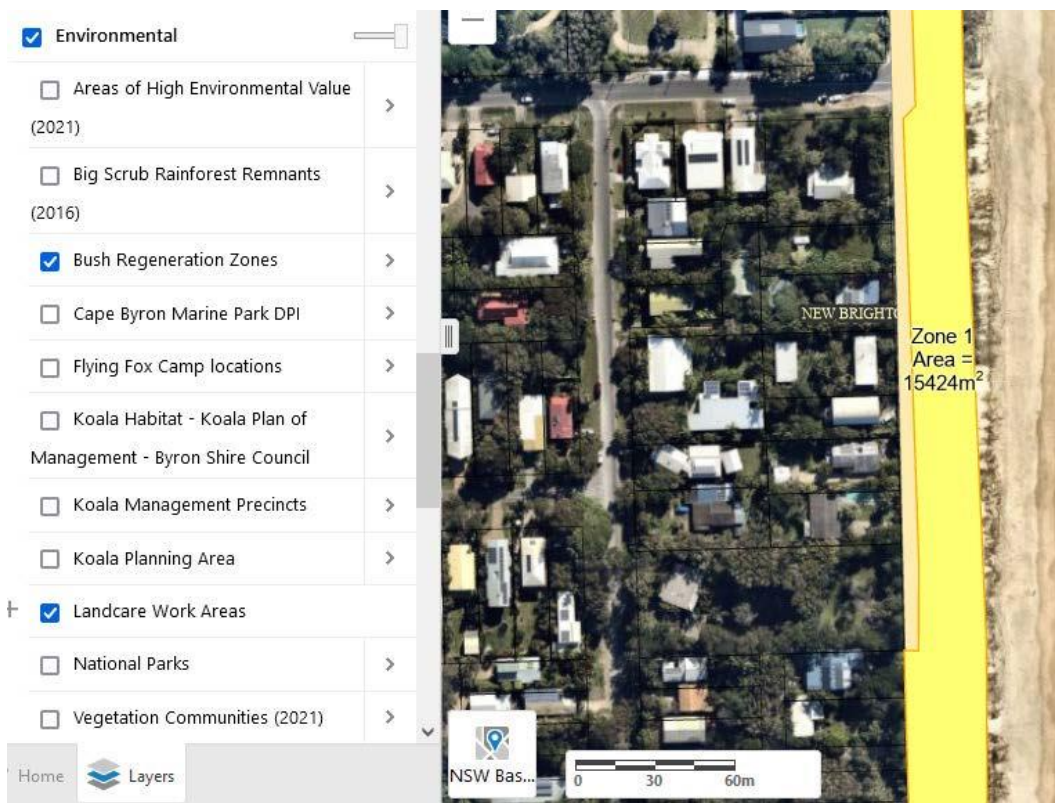 Environmental
Areas of High Environmental Value
(2021)
Big Scrub Rainforest Remnants
(2016)
Bush Regeneration Zones
Cape Byron Marine Park DPI
Flying Fox Camp locations
Koala Habitat - Koala Plan of
Management - Byron Shire Council
Koala Management Precincts
Koala Planning Area
Landcare Work Areas
National Parks
Vegetation Communities (2021)
Home
Layers
NEW BRIGHTO
Zone 1
Area =
15424m²
NSW Bas...
0 30 60m